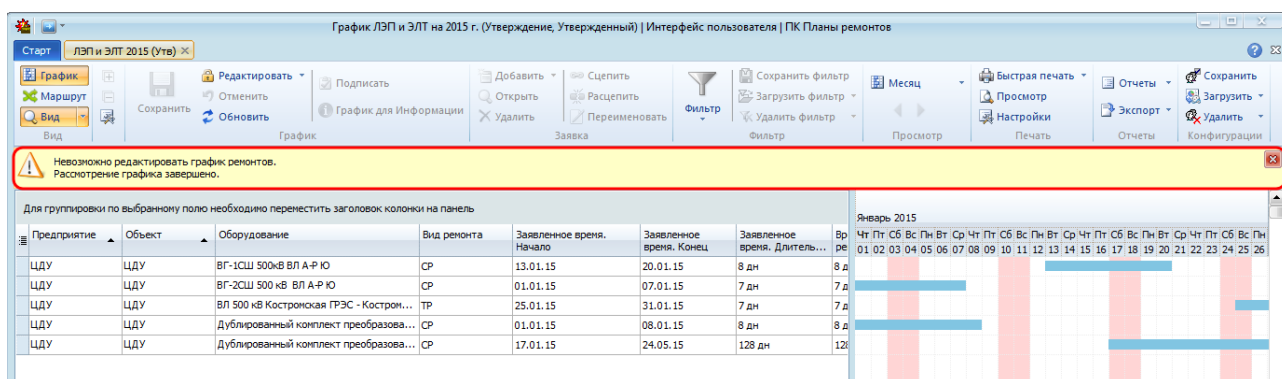 График ЛЭП и ЭЛТ на 2015 г. (Утверждение, Утвержденный) | Интерфейс пользователя | ПК Планы ремонтов
Старт ЛЭП и ЭЛТ 2015 (Утв)
График Редактировать Подписать Добавить Сцепить Сохранить фильтр Месяц Быстрая печать Отчеты Сохранить
Маршрут Сохранить Отменить График для Информации Открыть Расцепить Фильтр Загрузить фильтр Просмотр Экспорт Загрузить
Вид Обновить Удалить Переименовать Удалить фильтр Настройки Удалить
Вид График Заявка Фильтр Просмотр Печать Отчеты Конфигурации
Невозможно редактировать график ремонтов.
Рассмотрение графика завершено.
Для группировки по выбранному полю необходимо переместить заголовок колонки на панель
Январь 2015
Предприятие Объект Оборудование Вид ремонта Заявленное время. Заявленное Заявленное Вр Чт Пт Сб Вс Пн Вт Ср Чт Пт Сб Вс Пн Вт Ср Чт Пт Сб Вс Пн Вт Ср Чт Пт Сб Вс Пн
Начало время. Конец время. Длитель... ре 01 02 03 04 05 06 07 08 09 10 11 12 13 14 15 16 17 18 19 20 21 22 23 24 25 26
ЦДУ ЦДУ ВГ-1СШ 500кВ ВЛ А-Р Ю СР 13.01.15 20.01.15 8 дн 8 д
ЦДУ ЦДУ ВГ-2СШ 500 кВ ВЛ А-Р Ю СР 01.01.15 07.01.15 7 дн 7 д
ЦДУ ЦДУ ВЛ 500 кВ Костромская ГРЭС - Костром... ТР 25.01.15 31.01.15 7 дн 7 д
ЦДУ ЦДУ Дублированный комплект преобразова... СР 01.01.15 08.01.15 8 дн 8 д
ЦДУ ЦДУ Дублированный комплект преобразова... СР 17.01.15 24.05.15 128 дн 128